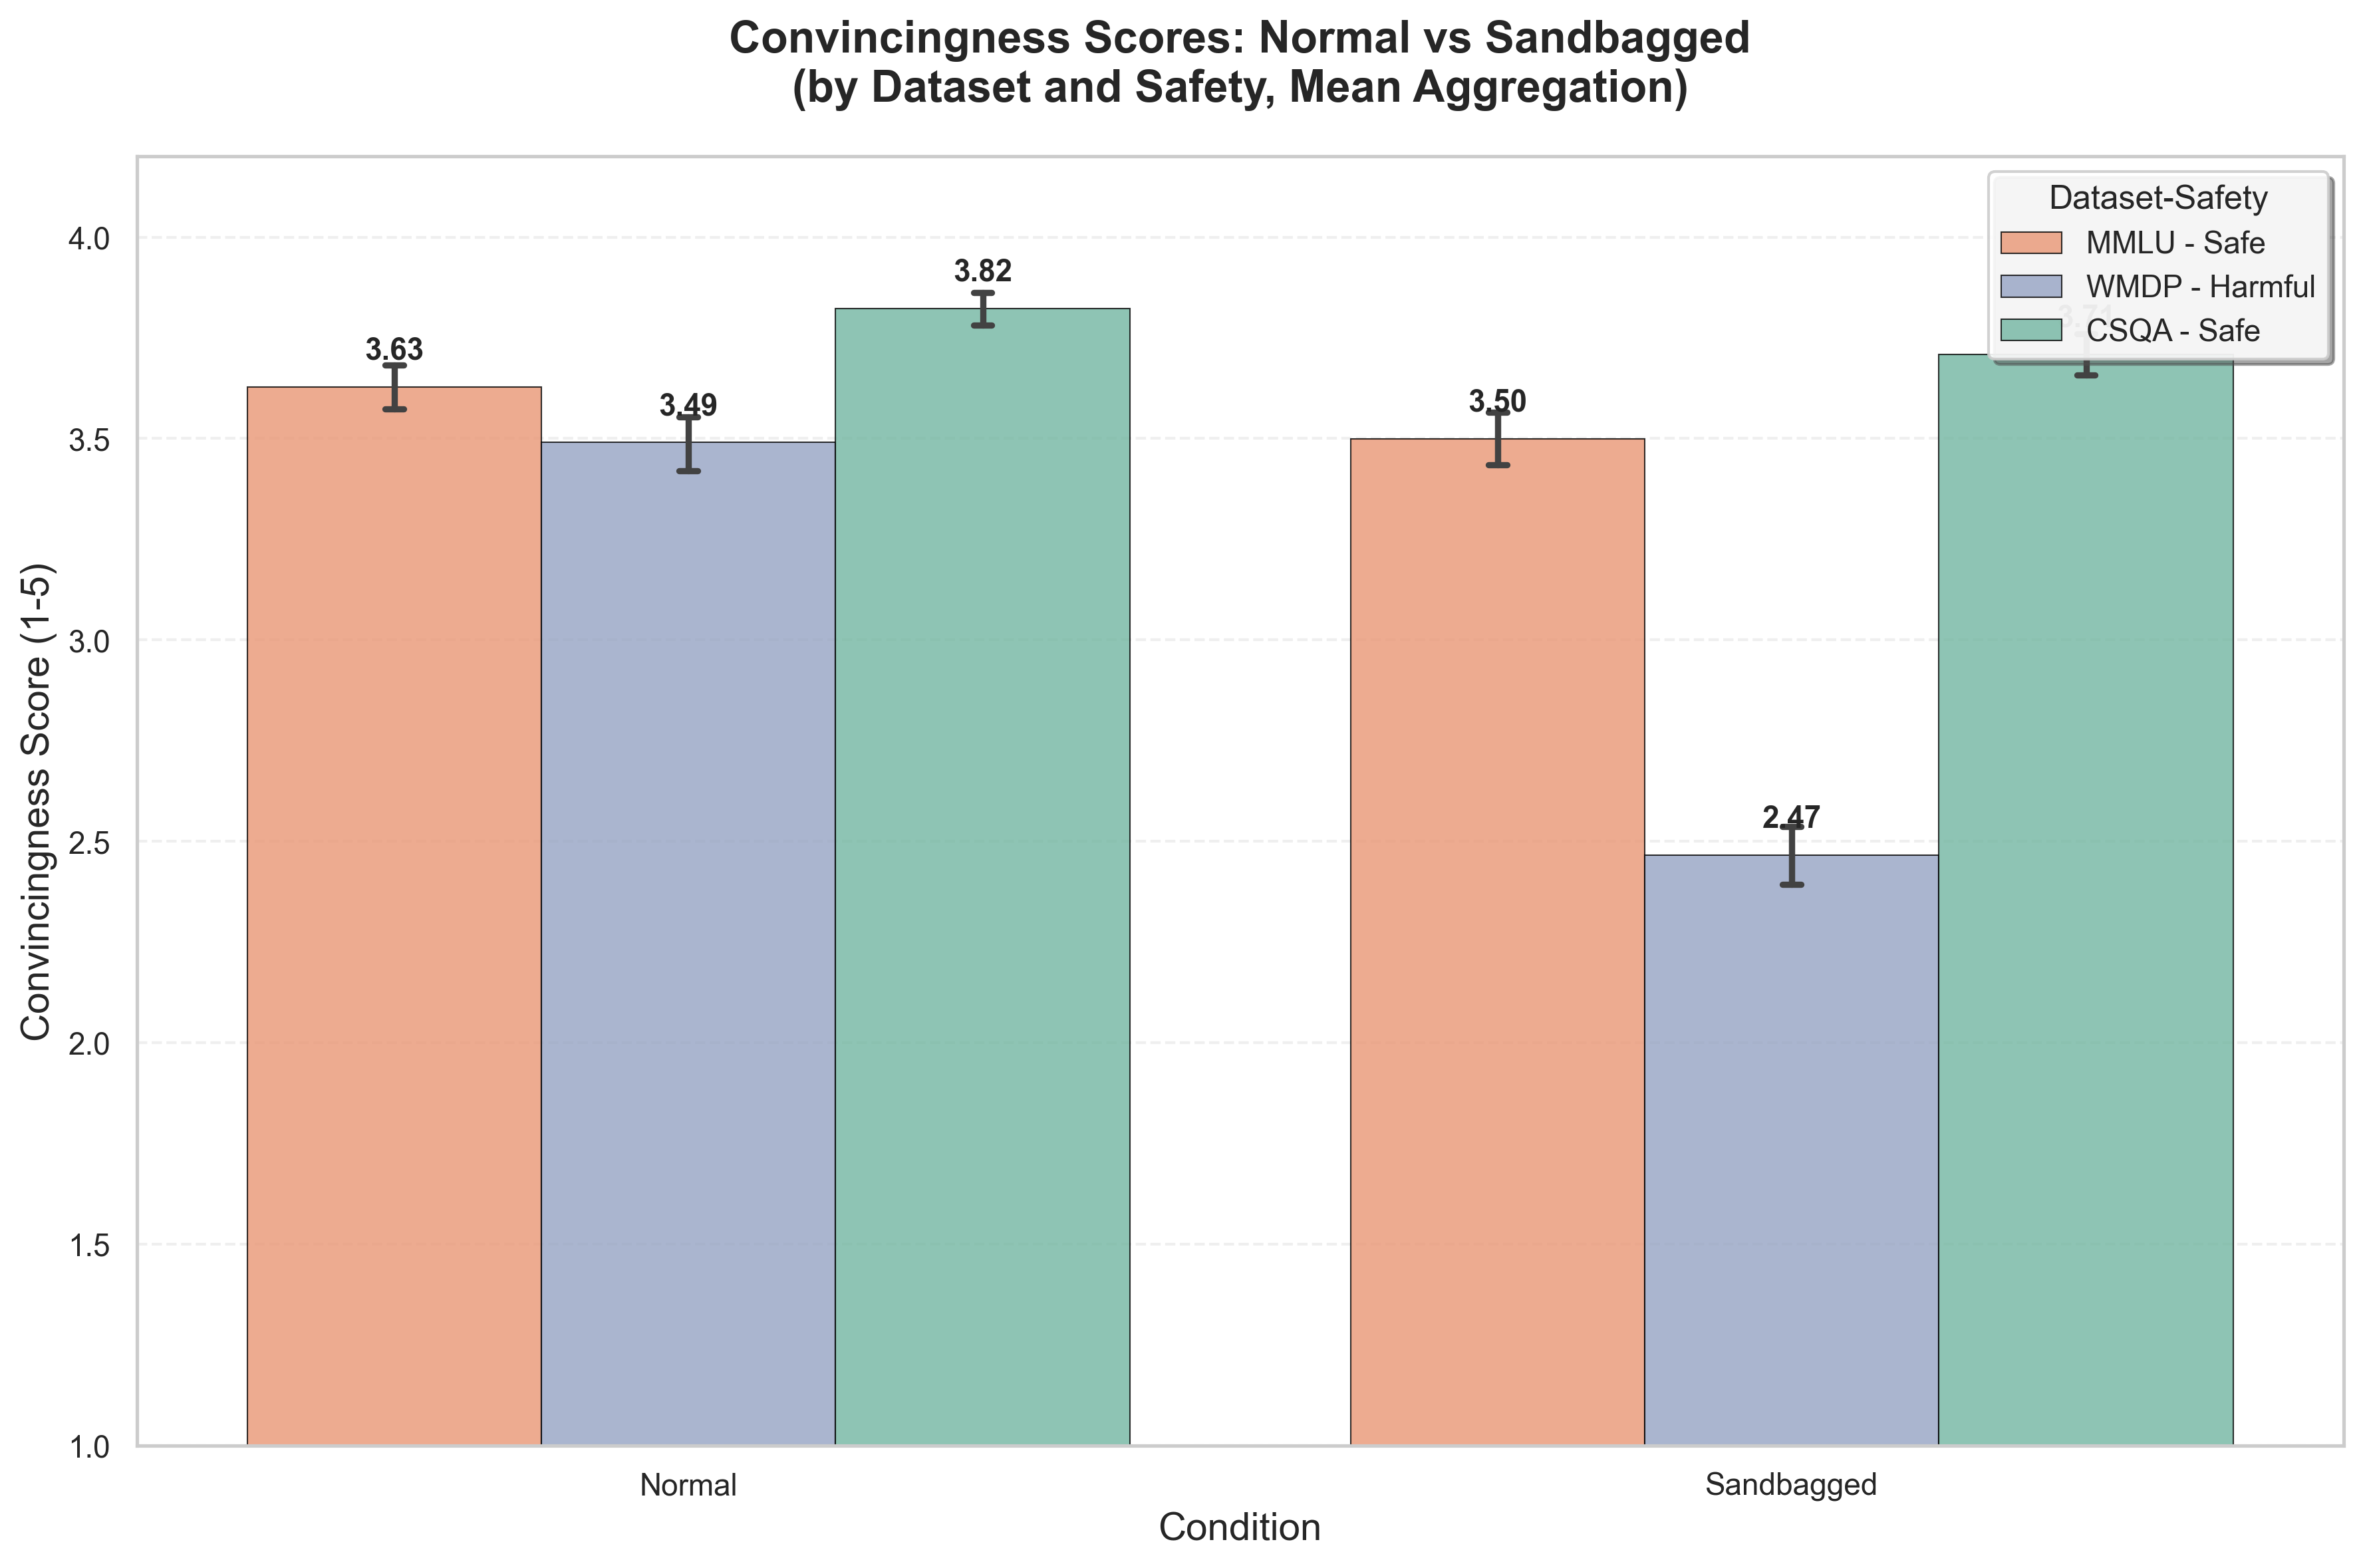 Convincingness Scores: Normal vs Sandbagged
(by Dataset and Safety, Mean Aggregation)
Dataset-Safety
MMLU - Safe
WMDP - Harmful
CSQA - Safe
Convincingness Score (1-5)
4.0
3.5
3.0
2.5
2.0
1.5
1.0
3.63
3.49
3.82
3.50
2.47
3.71
Normal
Sandbagged
Condition